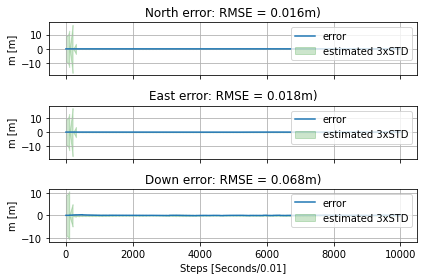 North error: RMSE = 0.016m)
m [m]
10
0
−10
error
estimated 3xSTD
East error: RMSE = 0.018m)
m [m]
10
0
−10
error
estimated 3xSTD
Down error: RMSE = 0.068m)
m [m]
10
0
−10
error
estimated 3xSTD
0 2000 4000 6000 8000 10000
Steps [Seconds/0.01]